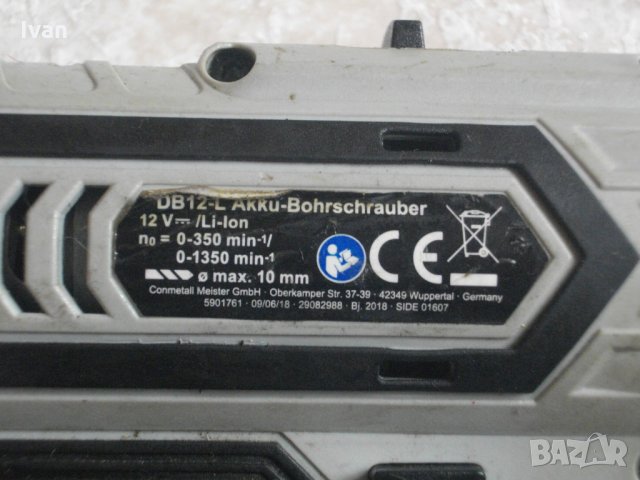 Ivan
DB12-L Akku-Bohrschrauber
12 V⎓ /Li-Ion
n₀ = 0-350 min-¹/
0-1350 min-¹
ø max. 10 mm
CE
Conmetall Meister GmbH · Oberkamper Str. 37-39 · 42349 Wuppertal · Germany
5901761 · 09/06/18 · 29082988 · Bj. 2018 · SIDE 01607
BAZAR